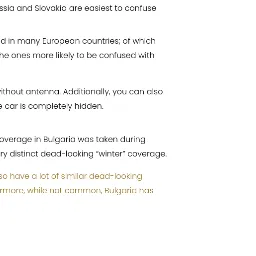 ssia and Slovakia are easiest to confuse
d in many European countries; of which
he ones more likely to be confused with
ithout antenna. Additionally, you can also
e car is completely hidden.
overage in Bulgaria was taken during
ry distinct dead-looking “winter” coverage.
so have a lot of similar dead-looking
rmore, while not common, Bulgaria has